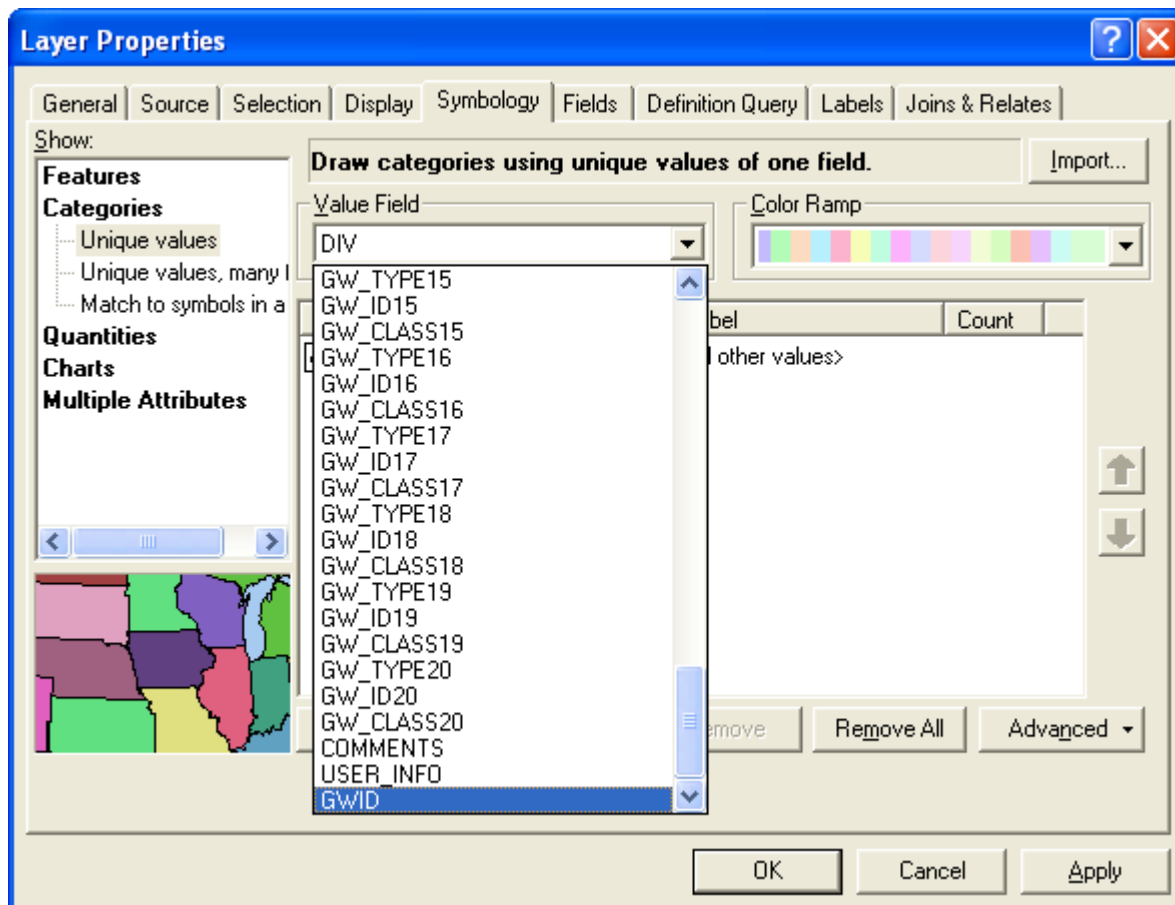 Layer Properties
General Source Selection Display Symbology Fields Definition Query Labels Joins & Relates
Show:
Features
Categories
Unique values
Unique values, many
Match to symbols in a
Quantities
Charts
Multiple Attributes
Draw categories using unique values of one field.
Import...
Value Field
DIV
Color Ramp
GW_TYPE15
GW_ID15
GW_CLASS15
GW_TYPE16
GW_ID16
GW_CLASS16
GW_TYPE17
GW_ID17
GW_CLASS17
GW_TYPE18
GW_ID18
GW_CLASS18
GW_TYPE19
GW_ID19
GW_CLASS19
GW_TYPE20
GW_ID20
GW_CLASS20
COMMENTS
USER_INFO
GWID
bel Count
other values>
emove Remove All Advanced
OK Cancel Apply